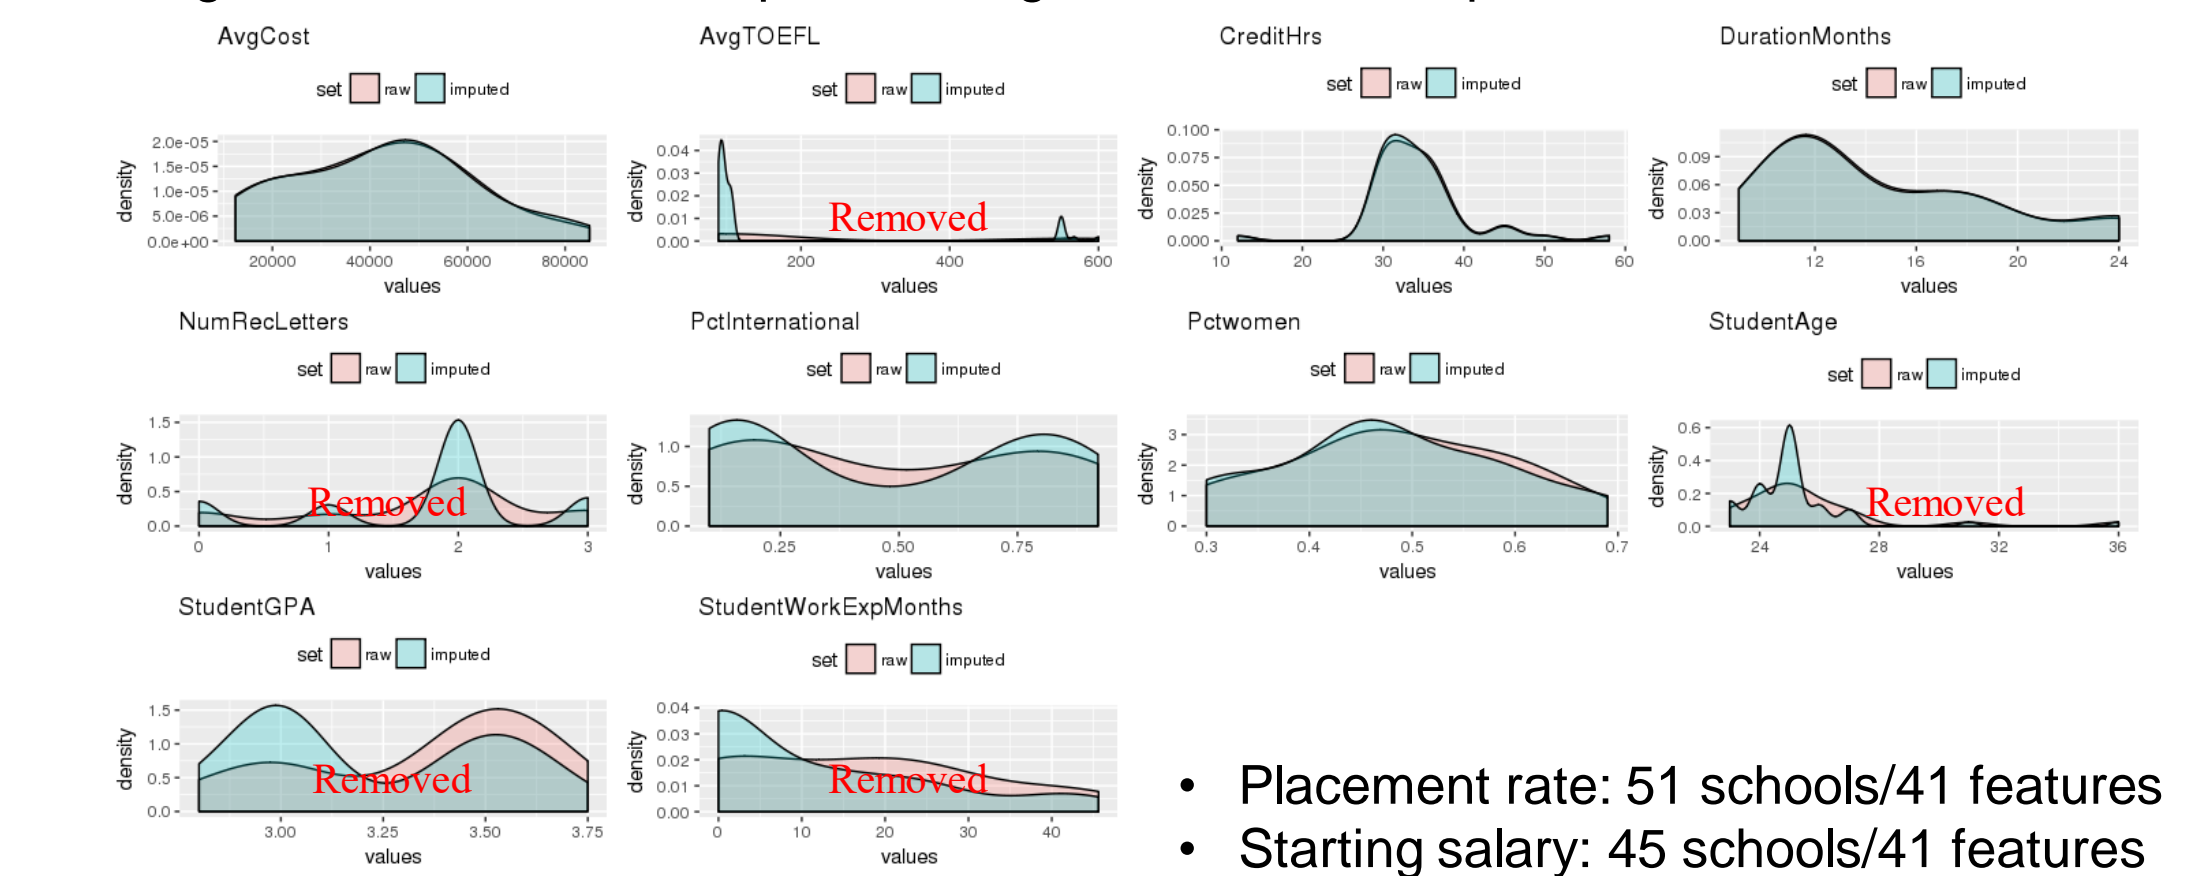 AvgCost
set raw imputed
density
2.0e-05
1.5e-05
1.0e-05
5.0e-06
0.0e+00
20000 40000 60000 80000
values
AvgTOEFL
set raw imputed
density
0.04
0.03
0.02
0.01
0.00
Removed
200 400 600
values
CreditHrs
set raw imputed
density
0.100
0.075
0.050
0.025
0.000
10 20 30 40 50 60
values
DurationMonths
set raw imputed
density
0.09
0.06
0.03
0.00
12 16 20 24
values
NumRecLetters
set raw imputed
density
1.5
1.0
0.5
0.0
Removed
0 1 2 3
values
PctInternational
set raw imputed
density
1.0
0.5
0.0
0.25 0.50 0.75
values
Pctwomen
set raw imputed
density
3
2
1
0
0.3 0.4 0.5 0.6 0.7
values
StudentAge
set raw imputed
density
0.6
0.4
0.2
0.0
Removed
24 28 32 36
values
StudentGPA
set raw imputed
density
1.5
1.0
0.5
0.0
Removed
3.00 3.25 3.50 3.75
values
StudentWorkExpMonths
set raw imputed
density
0.04
0.03
0.02
0.01
0.00
Removed
0 10 20 30 40
values
• Placement rate: 51 schools/41 features
• Starting salary: 45 schools/41 features